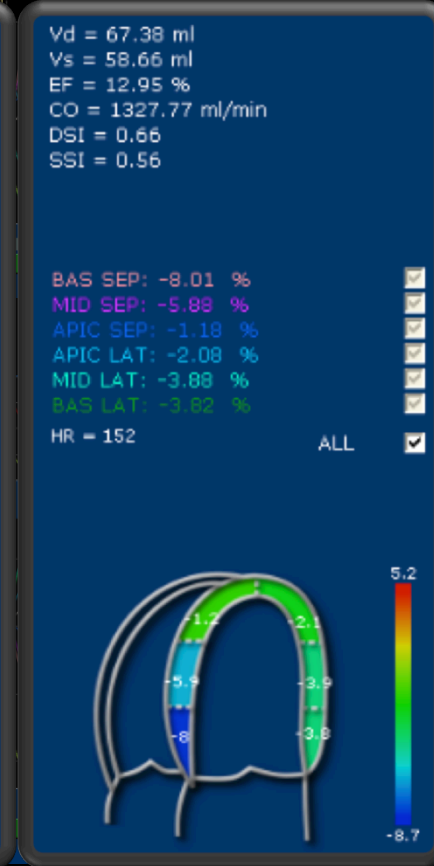 Vd = 67.38 ml
Vs = 58.66 ml
EF = 12.95 %
CO = 1327.77 ml/min
DSI = 0.66
SSI = 0.56
BAS SEP: -8.01 %
MID SEP: -5.88 %
APIC SEP: -1.18 %
APIC LAT: -2.08 %
MID LAT: -3.88 %
BAS LAT: -3.82 %
HR = 152
ALL
5.2
-1.2 -2.1
-5.9 -3.9
-8 -3.8
-8.7